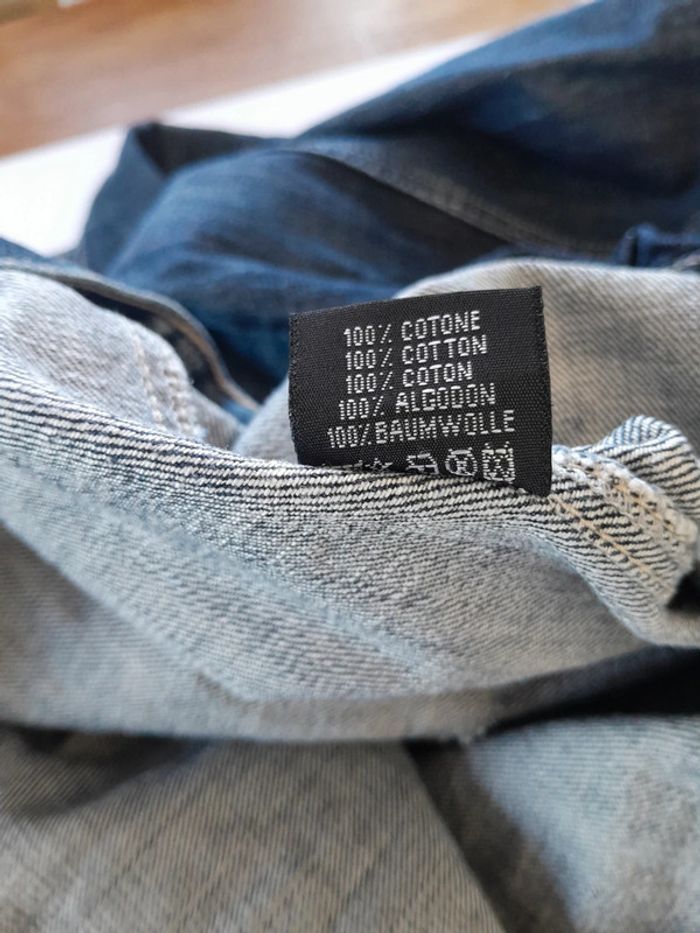 100% COTONE
100% COTTON
100% COTON
100% ALGODON
100% BAUMWOLLE